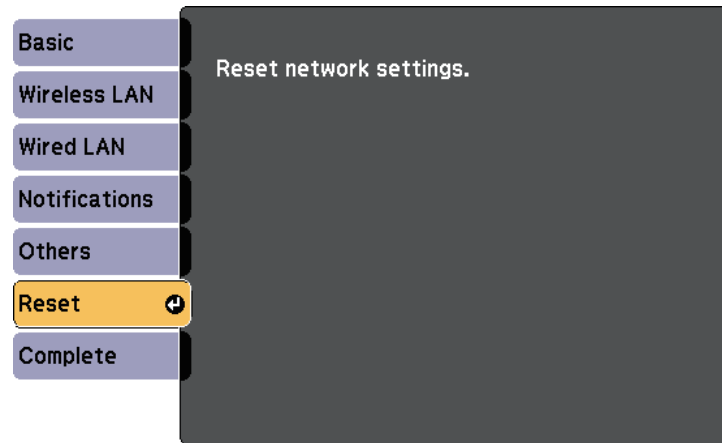 Basic
Wireless LAN
Wired LAN
Notifications
Others
Reset
Complete
Reset network settings.